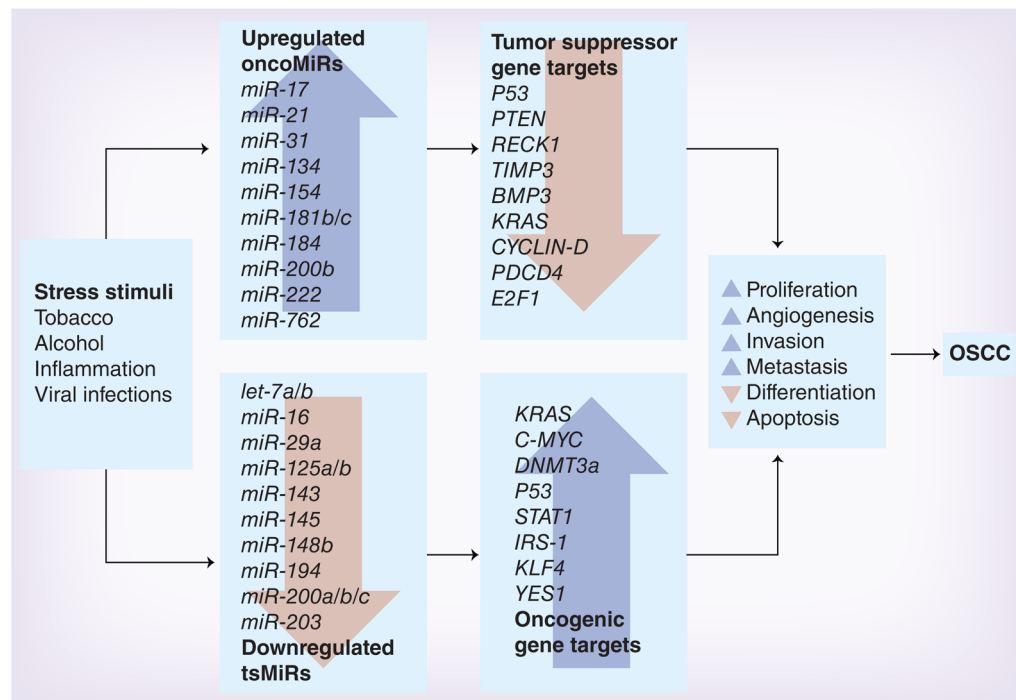 Stress stimuli
Tobacco
Alcohol
Inflammation
Viral infections
Upregulated
oncoMiRs
miR-17
miR-21
miR-31
miR-134
miR-154
miR-181b/c
miR-184
miR-200b
miR-222
miR-762
Tumor suppressor
gene targets
P53
PTEN
RECK1
TIMP3
BMP3
KRAS
CYCLIN-D
PDCD4
E2F1
let-7a/b
miR-16
miR-29a
miR-125a/b
miR-143
miR-145
miR-148b
miR-194
miR-200a/b/c
miR-203
Downregulated
tsMiRs
KRAS
C-MYC
DNMT3a
P53
STAT1
IRS-1
KLF4
YES1
Oncogenic
gene targets
Proliferation
Angiogenesis
Invasion
Metastasis
Differentiation
Apoptosis
OSCC